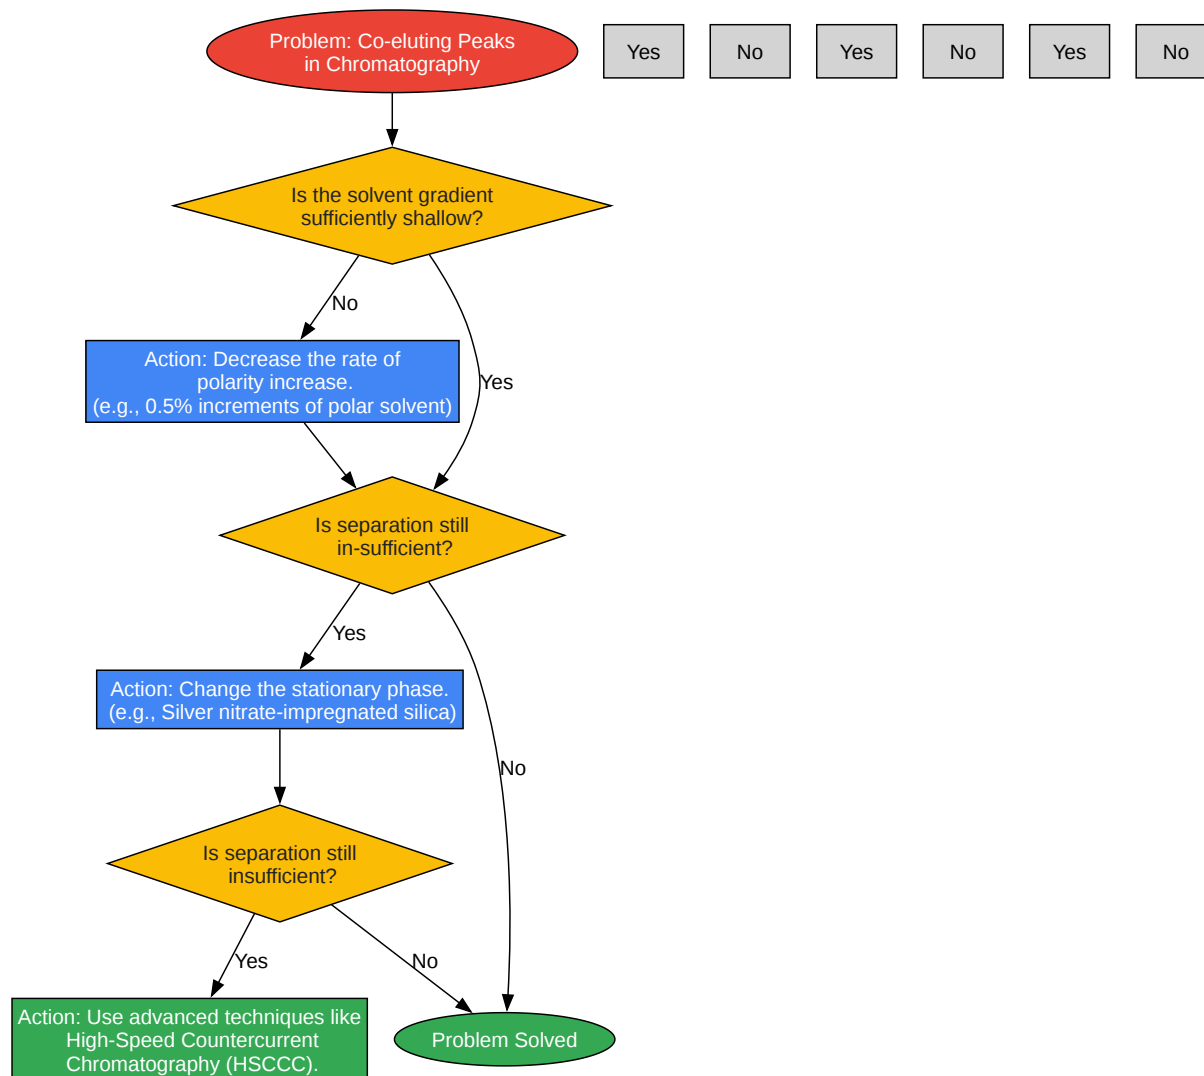 Problem: Co-eluting Peaks
in Chromatography
Yes
No
Yes
No
Yes
No
Is the solvent gradient
sufficiently shallow?
No
Action: Decrease the rate of
polarity increase.
(e.g., 0.5% increments of polar solvent)
Yes
Is separation still
in-sufficient?
Yes
Action: Change the stationary phase.
(e.g., Silver nitrate-impregnated silica)
No
Is separation still
insufficient?
Yes
No
Action: Use advanced techniques like
High-Speed Countercurrent
Chromatography (HSCCC).
Problem Solved